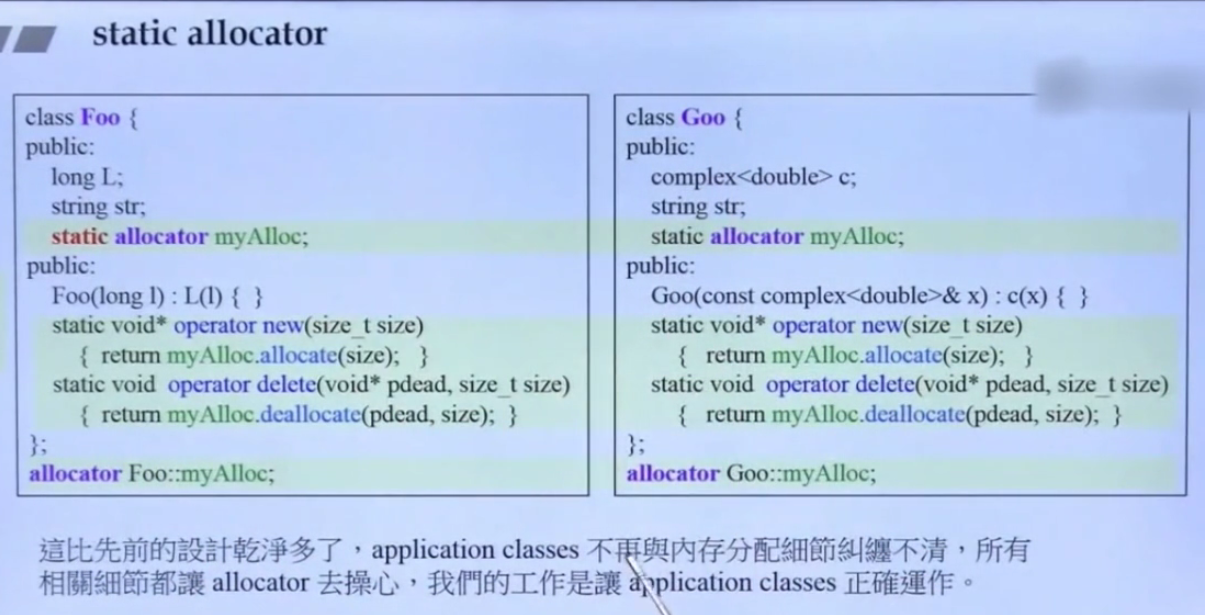 static allocator
class Foo {
public:
long L;
string str;
static allocator myAlloc;
public:
Foo(long l) : L(l) { }
static void* operator new(size_t size)
{ return myAlloc.allocate(size); }
static void operator delete(void* pdead, size_t size)
{ return myAlloc.deallocate(pdead, size); }
};
allocator Foo::myAlloc;
class Goo {
public:
complex<double> c;
string str;
static allocator myAlloc;
public:
Goo(const complex<double>& x) : c(x) { }
static void* operator new(size_t size)
{ return myAlloc.allocate(size); }
static void operator delete(void* pdead, size_t size)
{ return myAlloc.deallocate(pdead, size); }
};
allocator Goo::myAlloc;
這比先前的設計乾淨多了，application classes 不再與內存分配細節糾纏不清，所有
相關細節都讓 allocator 去操心，我們的工作是讓 application classes 正確運作。